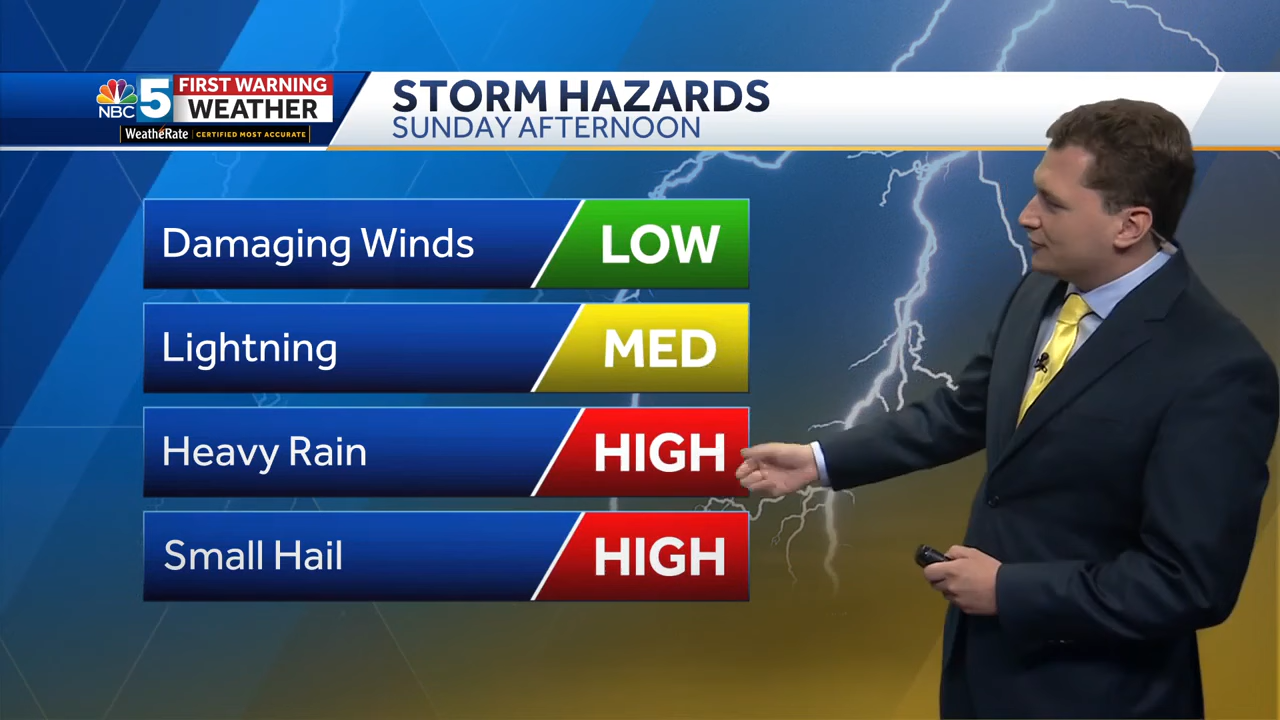 FIRST WARNING
NBC 5 WEATHER
WeatheRate | CERTIFIED MOST ACCURATE
STORM HAZARDS
SUNDAY AFTERNOON
Damaging Winds LOW
Lightning MED
Heavy Rain HIGH
Small Hail HIGH